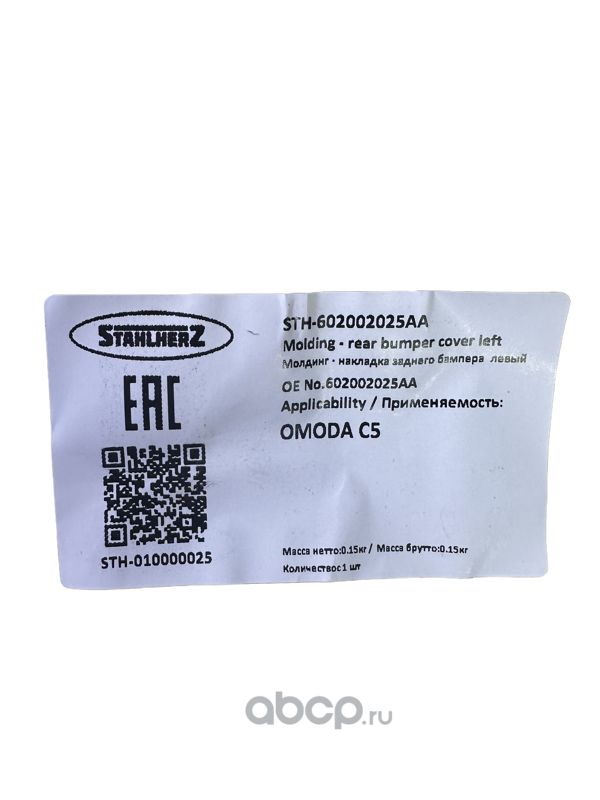 STAHLHERZ
EAC
STH-010000025
STH-602002025AA
Molding - rear bumper cover left
Молдинг - накладка заднего бампера левый
OE No.602002025AA
Applicability / Применяемость:
OMODA C5
Масса нетто:0.15кг / Масса брутто:0.15кг
Количествос1 шт
abcp.ru